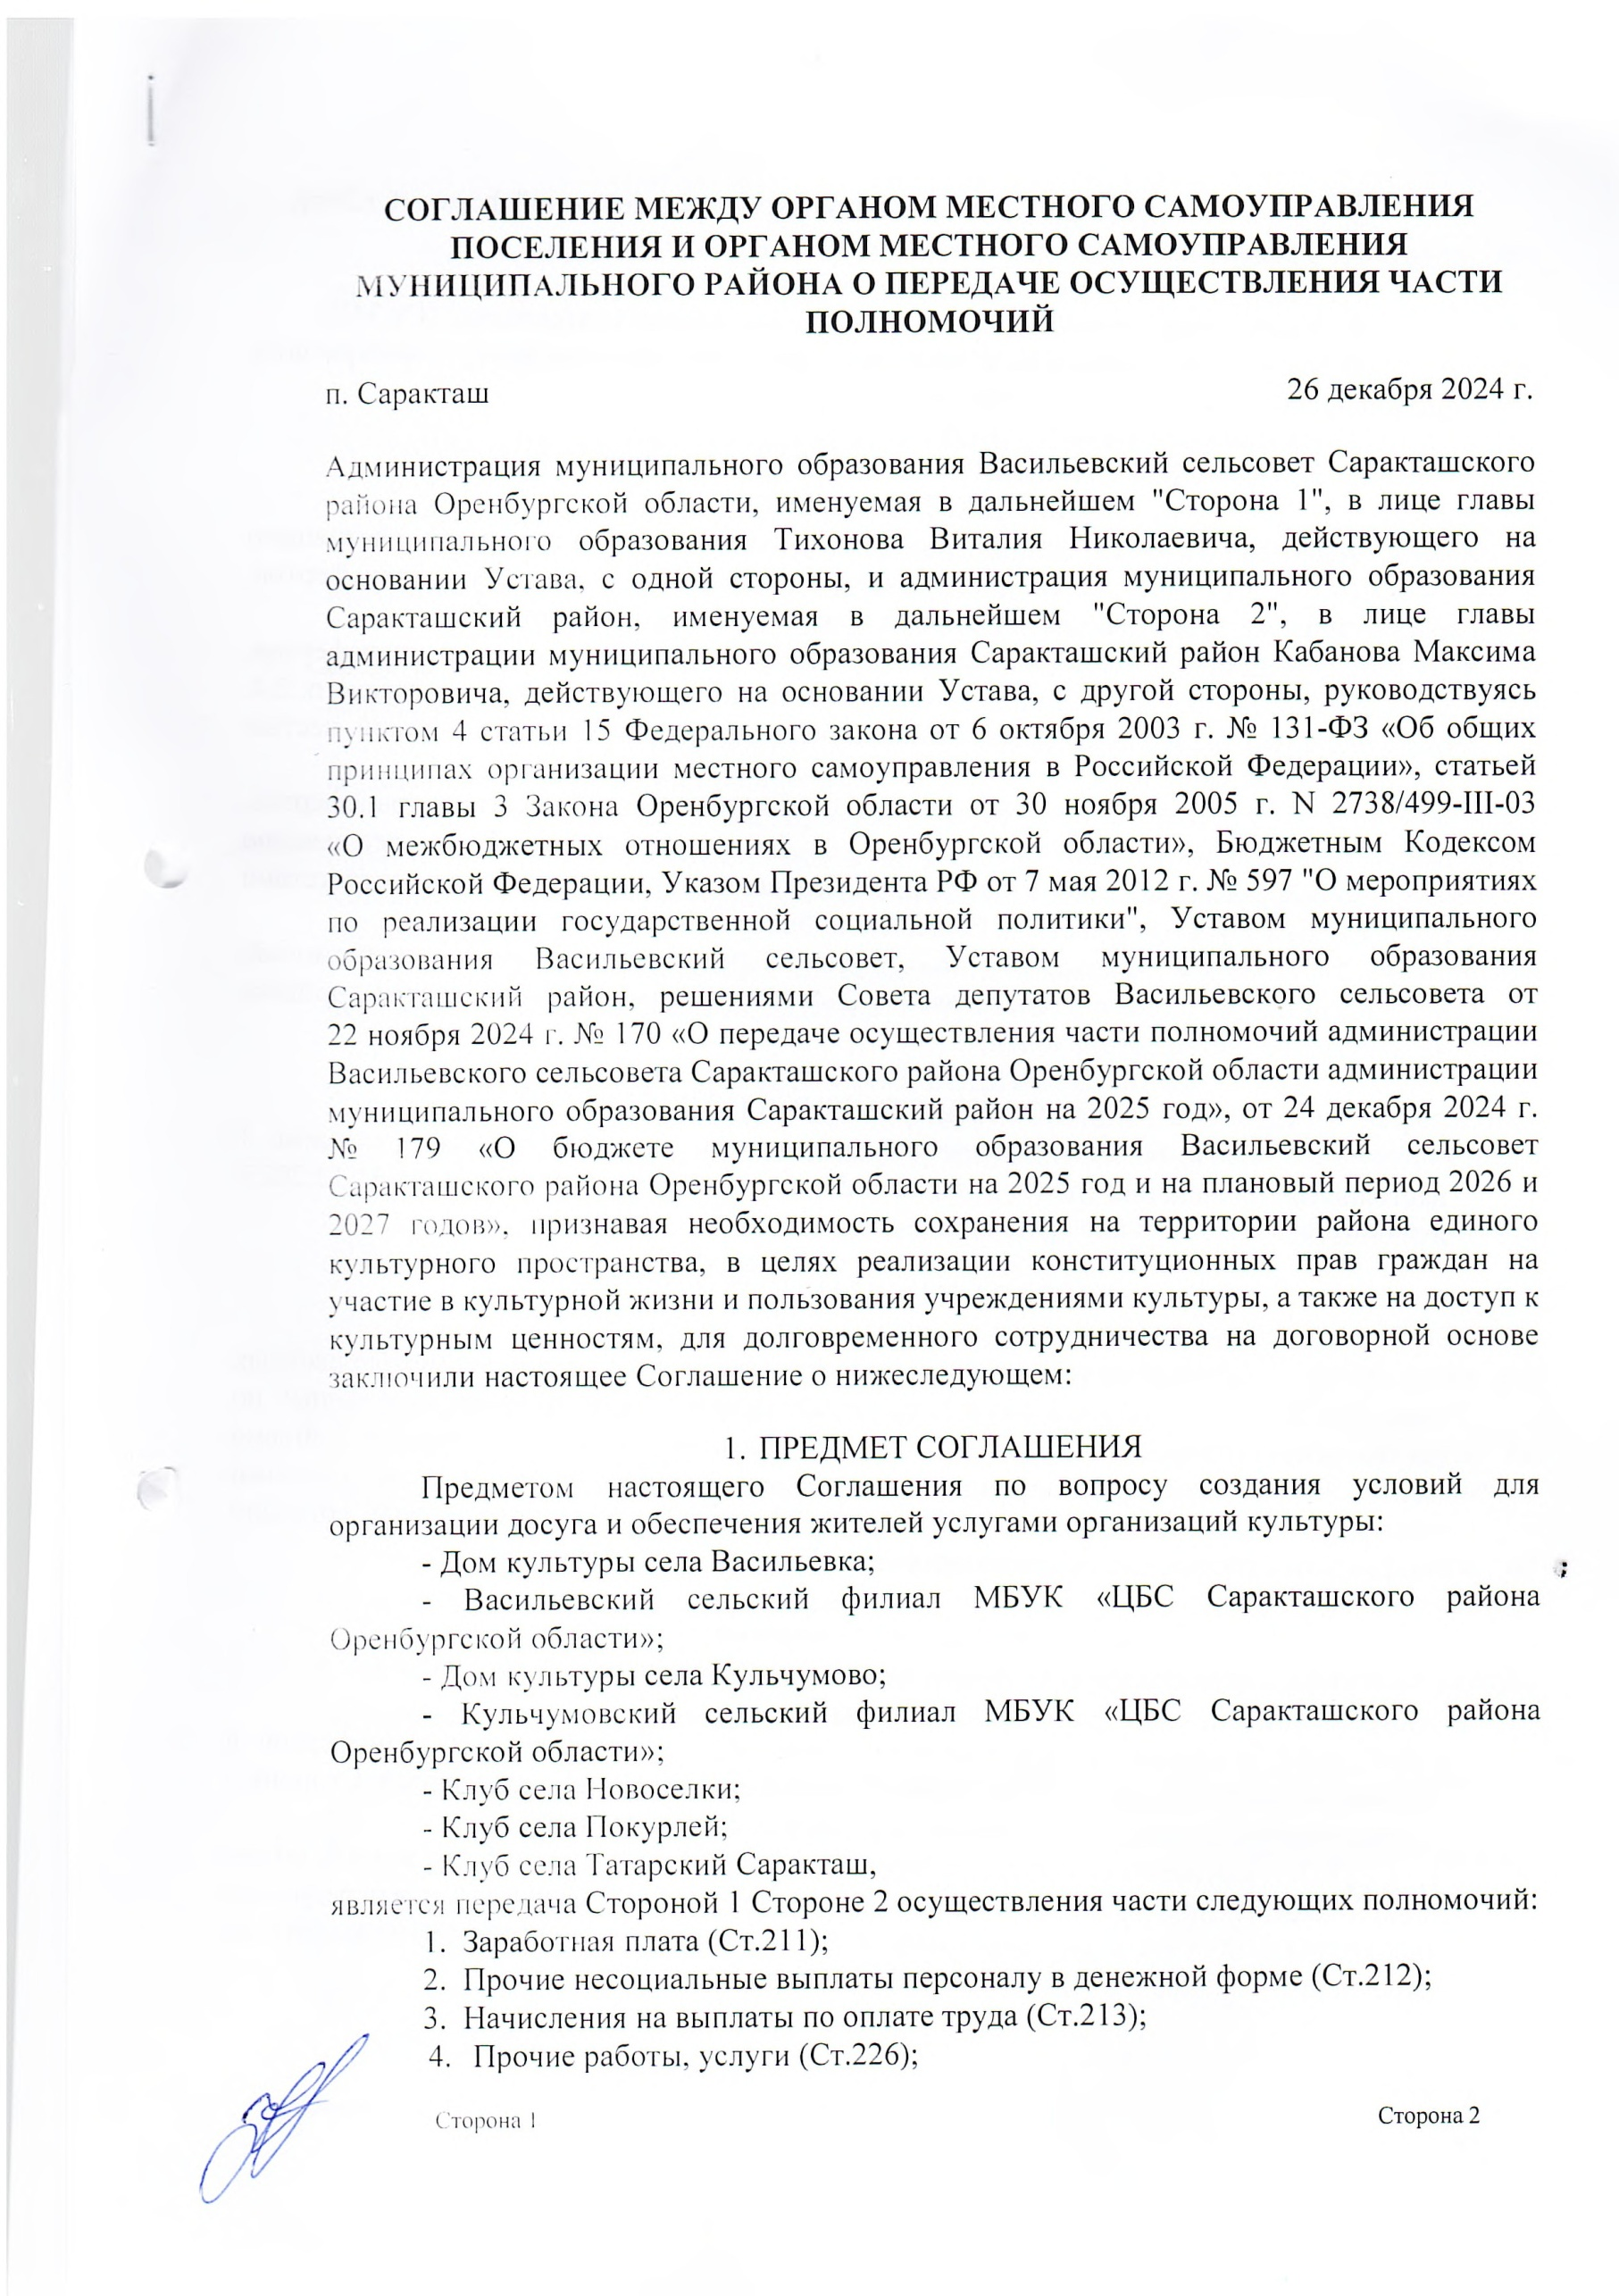 СОГЛАШЕНИЕ МЕЖДУ ОРГАНОМ МЕСТНОГО САМОУПРАВЛЕНИЯ
ПОСЕЛЕНИЯ И ОРГАНОМ МЕСТНОГО САМОУПРАВЛЕНИЯ
МУНИЦИПАЛЬНОГО РАЙОНА О ПЕРЕДАЧЕ ОСУЩЕСТВЛЕНИЯ ЧАСТИ
ПОЛНОМОЧИЙ
п. Саракташ 26 декабря 2024 г.
Администрация муниципального образования Васильевский сельсовет Саракташского
района Оренбургской области, именуемая в дальнейшем "Сторона 1", в лице главы
муниципального образования Тихонова Виталия Николаевича, действующего на
основании Устава, с одной стороны, и администрация муниципального образования
Саракташский район, именуемая в дальнейшем "Сторона 2", в лице главы
администрации муниципального образования Саракташский район Кабанова Максима
Викторовича, действующего на основании Устава, с другой стороны, руководствуясь
пунктом 4 статьи 15 Федерального закона от 6 октября 2003 г. № 131-ФЗ «Об общих
принципах организации местного самоуправления в Российской Федерации», статьей
30.1 главы 3 Закона Оренбургской области от 30 ноября 2005 г. N 2738/499-III-03
«О межбюджетных отношениях в Оренбургской области», Бюджетным Кодексом
Российской Федерации, Указом Президента РФ от 7 мая 2012 г. № 597 "О мероприятиях
по реализации государственной социальной политики", Уставом муниципального
образования Васильевский сельсовет, Уставом муниципального образования
Саракташский район, решениями Совета депутатов Васильевского сельсовета от
22 ноября 2024 г. № 170 «О передаче осуществления части полномочий администрации
Васильевского сельсовета Саракташского района Оренбургской области администрации
муниципального образования Саракташский район на 2025 год», от 24 декабря 2024 г.
№ 179 «О бюджете муниципального образования Васильевский сельсовет
Саракташского района Оренбургской области на 2025 год и на плановый период 2026 и
2027 годов», признавая необходимость сохранения на территории района единого
культурного пространства, в целях реализации конституционных прав граждан на
участие в культурной жизни и пользования учреждениями культуры, а также на доступ к
культурным ценностям, для долговременного сотрудничества на договорной основе
заключили настоящее Соглашение о нижеследующем:
1. ПРЕДМЕТ СОГЛАШЕНИЯ
Предметом настоящего Соглашения по вопросу создания условий для
организации досуга и обеспечения жителей услугами организаций культуры:
- Дом культуры села Васильевка;
- Васильевский сельский филиал МБУК «ЦБС Саракташского района
Оренбургской области»;
- Дом культуры села Кульчумово;
- Кульчумовский сельский филиал МБУК «ЦБС Саракташского района
Оренбургской области»;
- Клуб села Новоселки;
- Клуб села Покурлей;
- Клуб села Татарский Саракташ,
является передача Стороной 1 Стороне 2 осуществления части следующих полномочий:
1. Заработная плата (Ст.211);
2. Прочие несоциальные выплаты персоналу в денежной форме (Ст.212);
3. Начисления на выплаты по оплате труда (Ст.213);
4. Прочие работы, услуги (Ст.226);
Сторона 1 Сторона 2